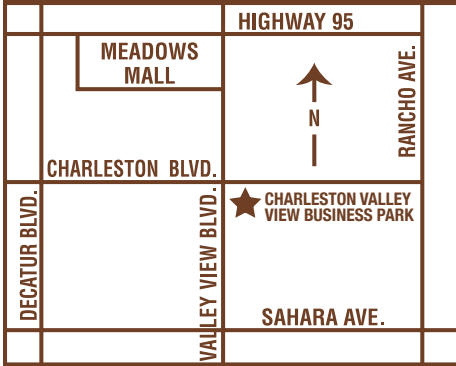 HIGHWAY 95
MEADOWS
MALL
RANCHO AVE.
N
CHARLESTON BLVD.
CHARLESTON VALLEY
VIEW BUSINESS PARK
DECATUR BLVD.
VALLEY VIEW BLVD.
SAHARA AVE.